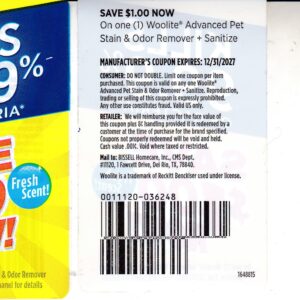 S
9%
RIA*
Fresh
Scent!
& Odor Remover
panel for details
SAVE $1.00 NOW
On one (1) Woolite® Advanced Pet
Stain & Odor Remover + Sanitize
MANUFACTURER'S COUPON EXPIRES: 12/31/2027
CONSUMER: DO NOT DOUBLE. Limit one coupon per item
purchased. This coupon is valid on any one Woolite®
Advanced Pet Stain & Odor Remover + Sanitize. Reproduction,
trading or selling of this coupon is expressly prohibited.
Any other use constitutes fraud. Valid US only.
RETAILER: We will reimburse you for the face value of
this coupon plus 8¢ handling provided it is redeemed by a
customer at the time of purchase for the brand specified.
Coupons not properly redeemed will be void and held.
Cash value .001¢. Void where taxed or restricted.
Mail to: BISSELL Homecare, Inc., CMS Dept.
#11120, 1 Fawcett Drive, Del Rio, TX, 78840.
Woolite is a trademark of Reckitt Benckiser used under license.
0011120-036248
1648815